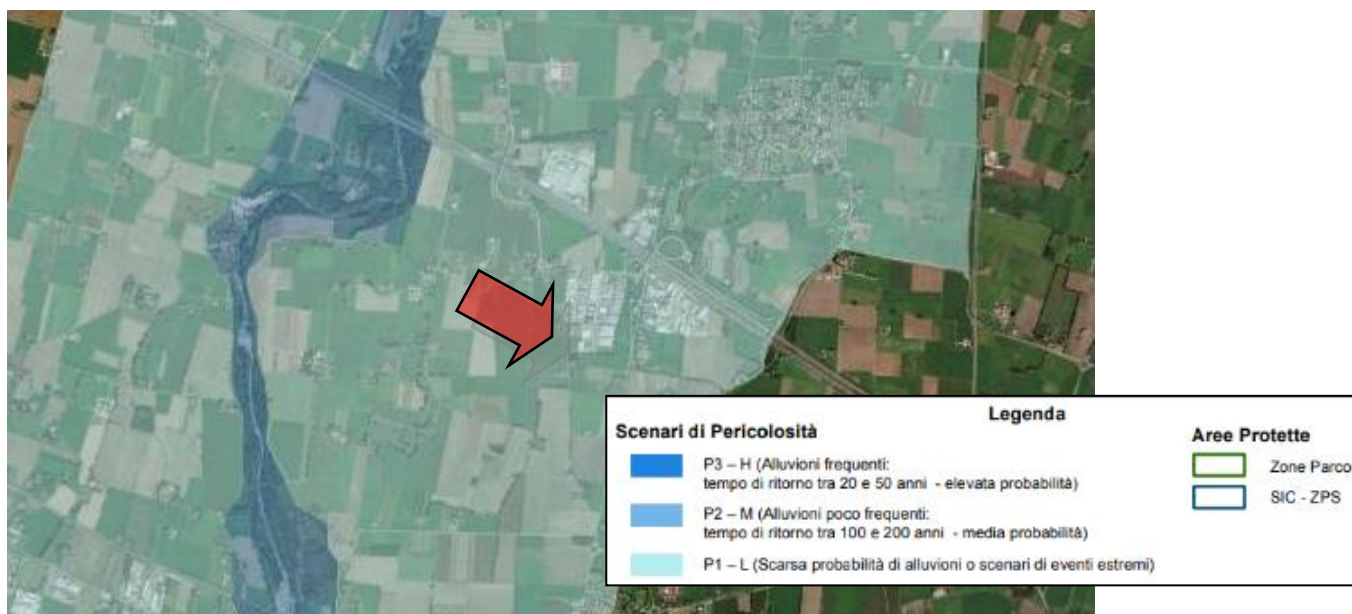 Legenda
Scenari di Pericolosità
P3 – H (Alluvioni frequenti:
tempo di ritorno tra 20 e 50 anni - elevata probabilità)
P2 – M (Alluvioni poco frequenti:
tempo di ritorno tra 100 e 200 anni - media probabilità)
P1 – L (Scarsa probabilità di alluvioni o scenari di eventi estremi)
Aree Protette
Zone Parco
SIC - ZPS